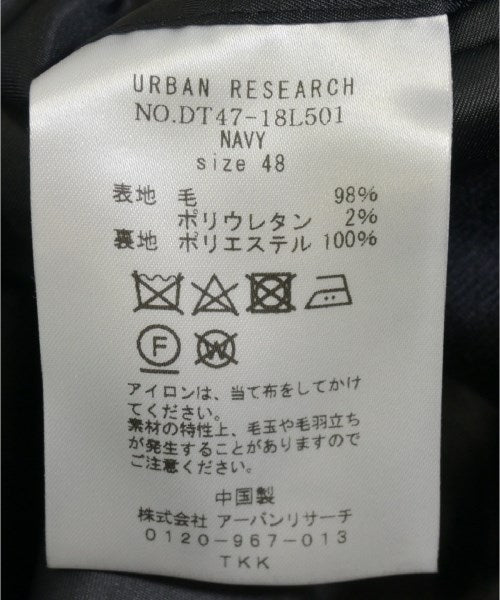 URBAN RESEARCH
NO.DT47-18L501
NAVY
size 48
表地 毛 98%
ポリウレタン 2%
裏地 ポリエステル 100%
F W
アイロンは、当て布をしてかけ
てください。
素材の特性上、毛玉や毛羽立ち
が発生することがありますので
ご注意ください。
中国製
株式会社 アーバンリサーチ
0120-967-013
TKK